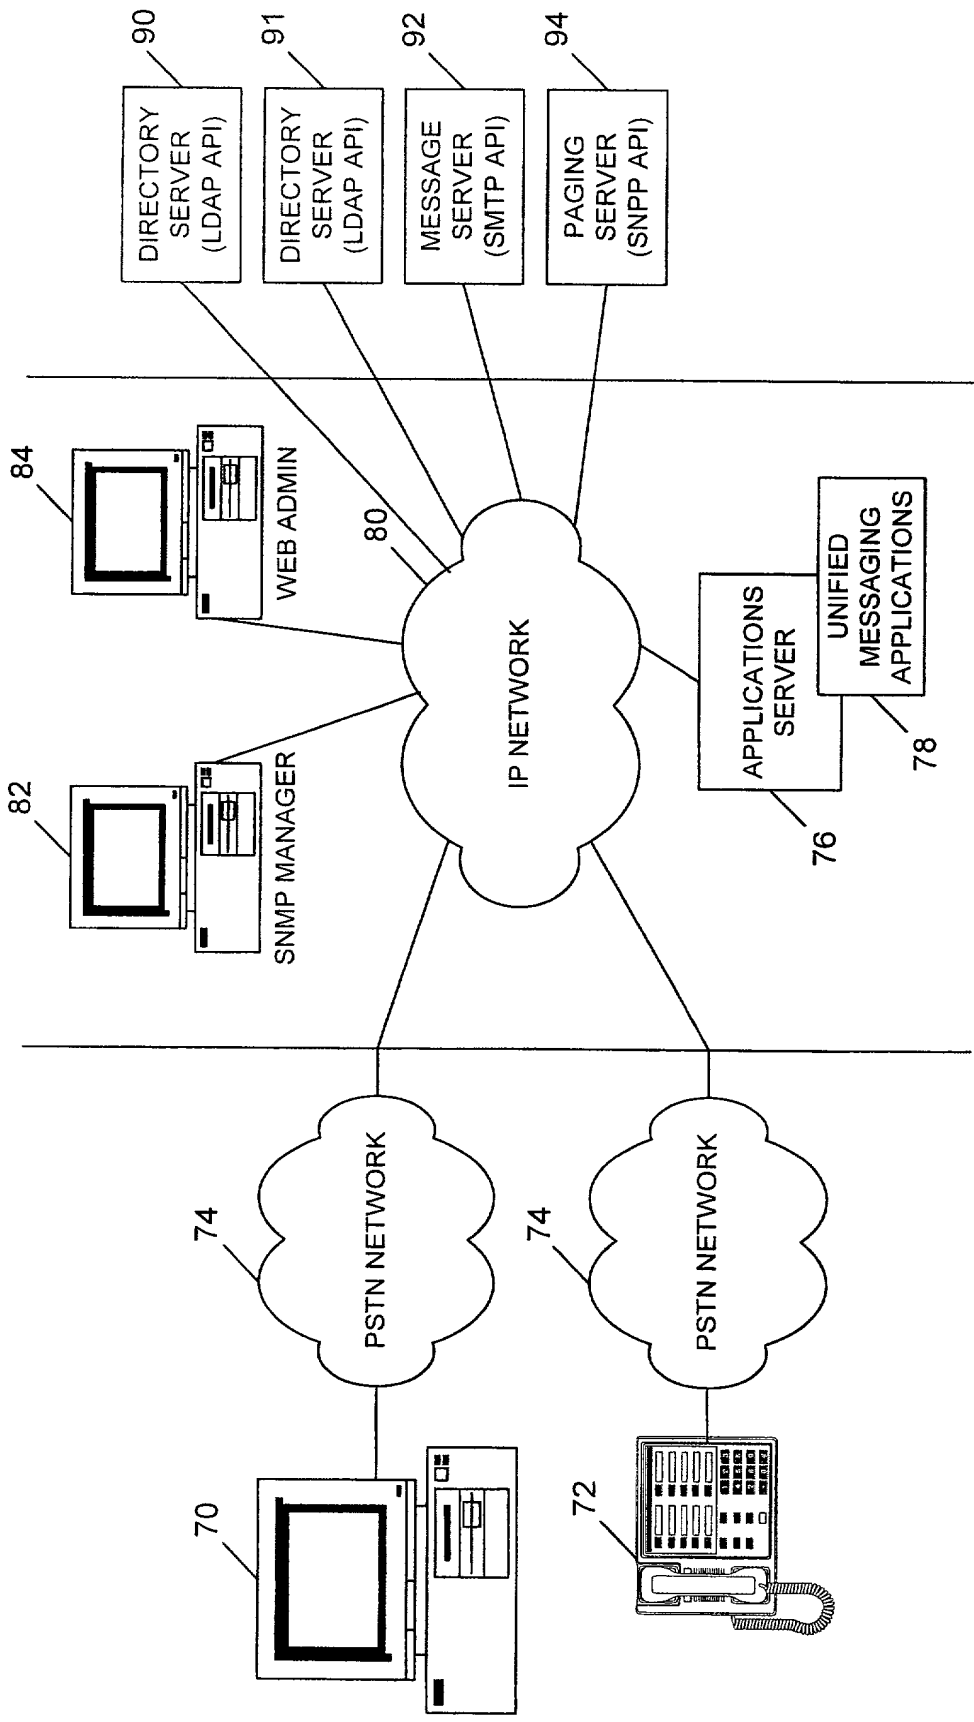 70
74
PSTN NETWORK
72
74
PSTN NETWORK
82
SNMP MANAGER
84
WEB ADMIN
80
IP NETWORK
APPLICATIONS
SERVER
76
UNIFIED
MESSAGING
APPLICATIONS
78
90
DIRECTORY
SERVER
(LDAP API)
91
DIRECTORY
SERVER
(LDAP API)
92
MESSAGE
SERVER
(SMTP API)
94
PAGING
SERVER
(SNPP API)